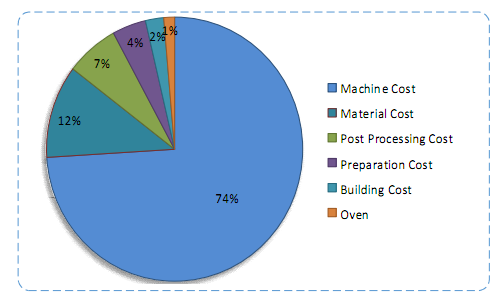 1%
2%
4%
7%
12%
74%
Machine Cost
Material Cost
Post Processing Cost
Preparation Cost
Building Cost
Oven